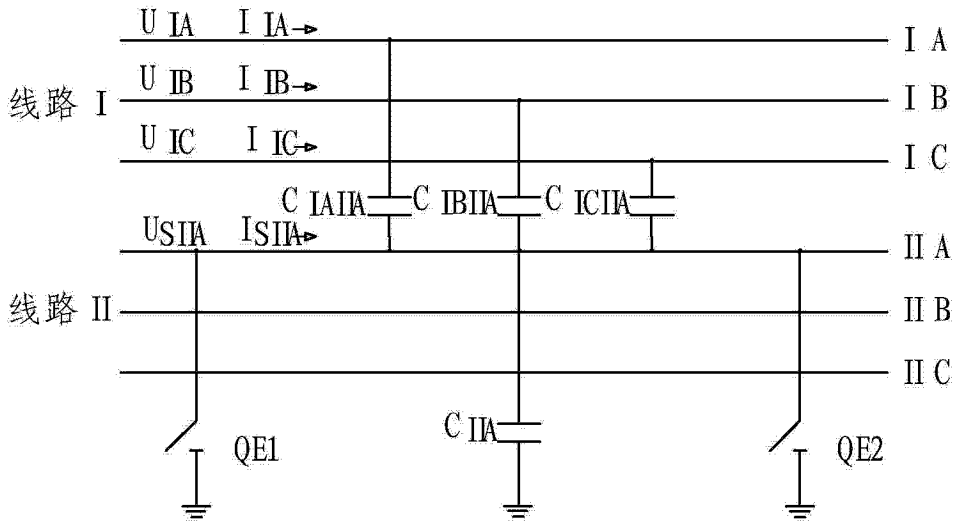 U IA I IA I A
U IB I IB I B
线路 I
U IC I IC I C
C IAIIA C IBIIA C ICIIA
USIIA ISIIA II A
线路 II II B
II C
C IIA
QE1 QE2